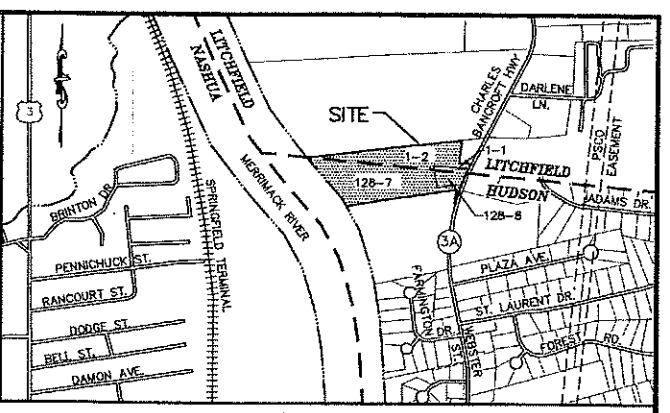 3
LITCHFIELD
NASHUA
MERRIMACK RIVER
SPRINGFIELD TERMINAL
BRINTON DR.
PENNICHUCK ST.
RANCOURT ST.
DODGE ST.
BELL ST.
DAMON AVE.
SITE
1-2
128-7
1-1
128-8
CHARLES
BANCROFT HWY
DARLENE
LN.
PSCO
EASEMENT
LITCHFIELD
HUDSON
ADAMS DR.
3A
PLAZA AVE.
ST. LAURENT DR.
FARMINGTON
DR.
WEBSTER
ST.
FOREST RD.